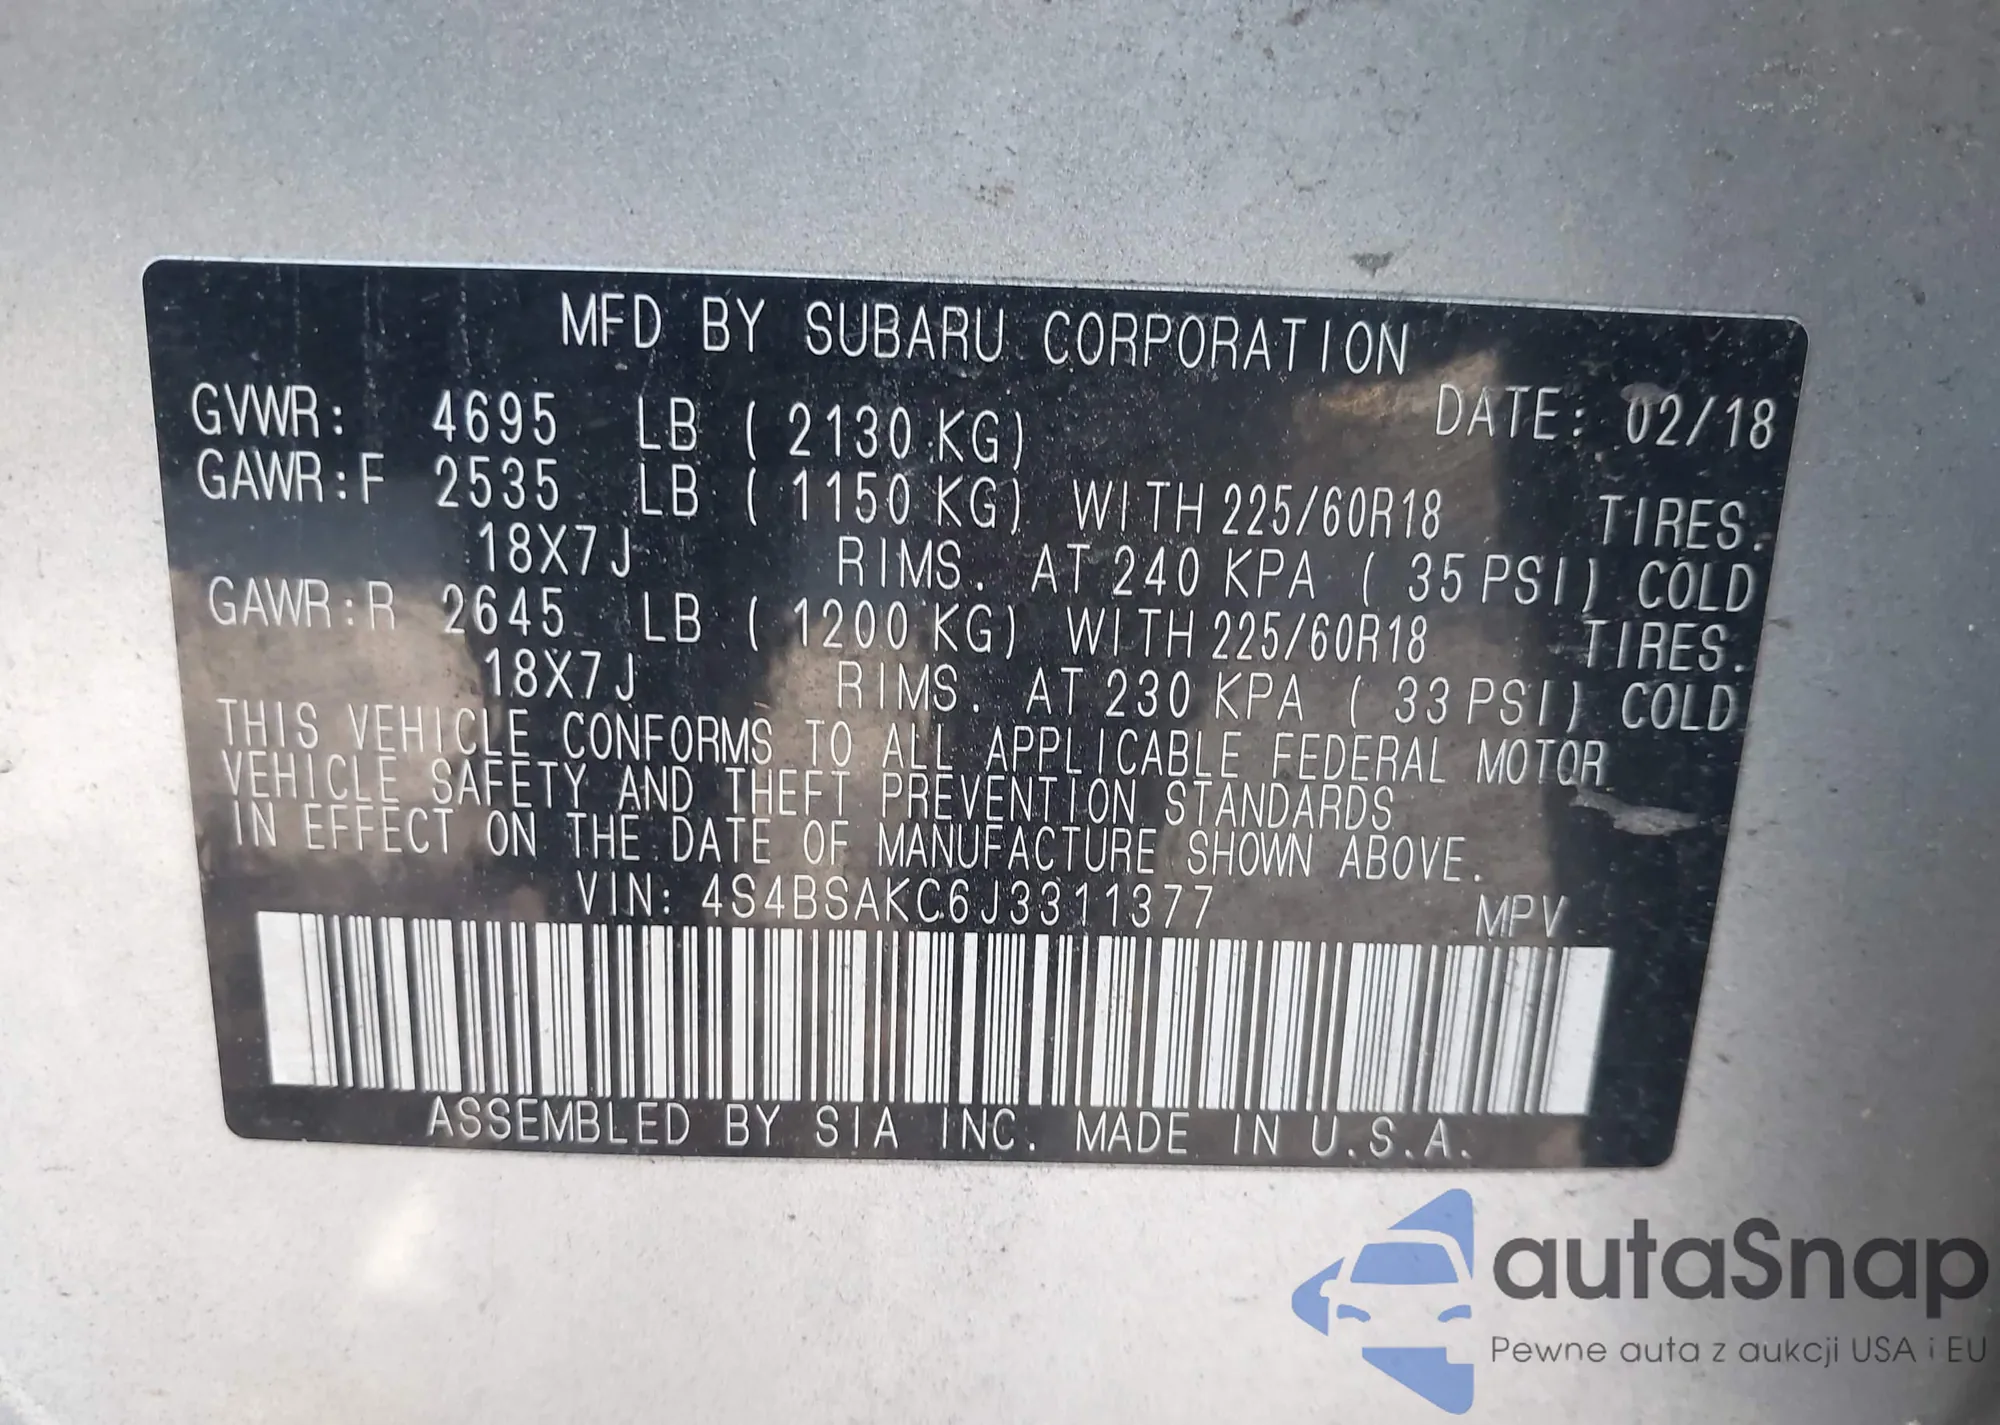 MFD BY SUBARU CORPORATION
GVWR: 4695 LB ( 2130 KG) DATE: 02/18
GAWR:F 2535 LB ( 1150 KG) WITH 225/60R18 TIRES.
18X7J RIMS. AT 240 KPA ( 35 PSI) COLD
GAWR:R 2645 LB ( 1200 KG) WITH 225/60R18 TIRES.
18X7J RIMS. AT 230 KPA ( 33 PSI) COLD
THIS VEHICLE CONFORMS TO ALL APPLICABLE FEDERAL MOTOR
VEHICLE SAFETY AND THEFT PREVENTION STANDARDS
IN EFFECT ON THE DATE OF MANUFACTURE SHOWN ABOVE.
VIN: 4S4BSAKC6J3311377 MPV
ASSEMBLED BY SIA INC. MADE IN U.S.A.
autaSnap
Pewne auta z aukcji USA i EU